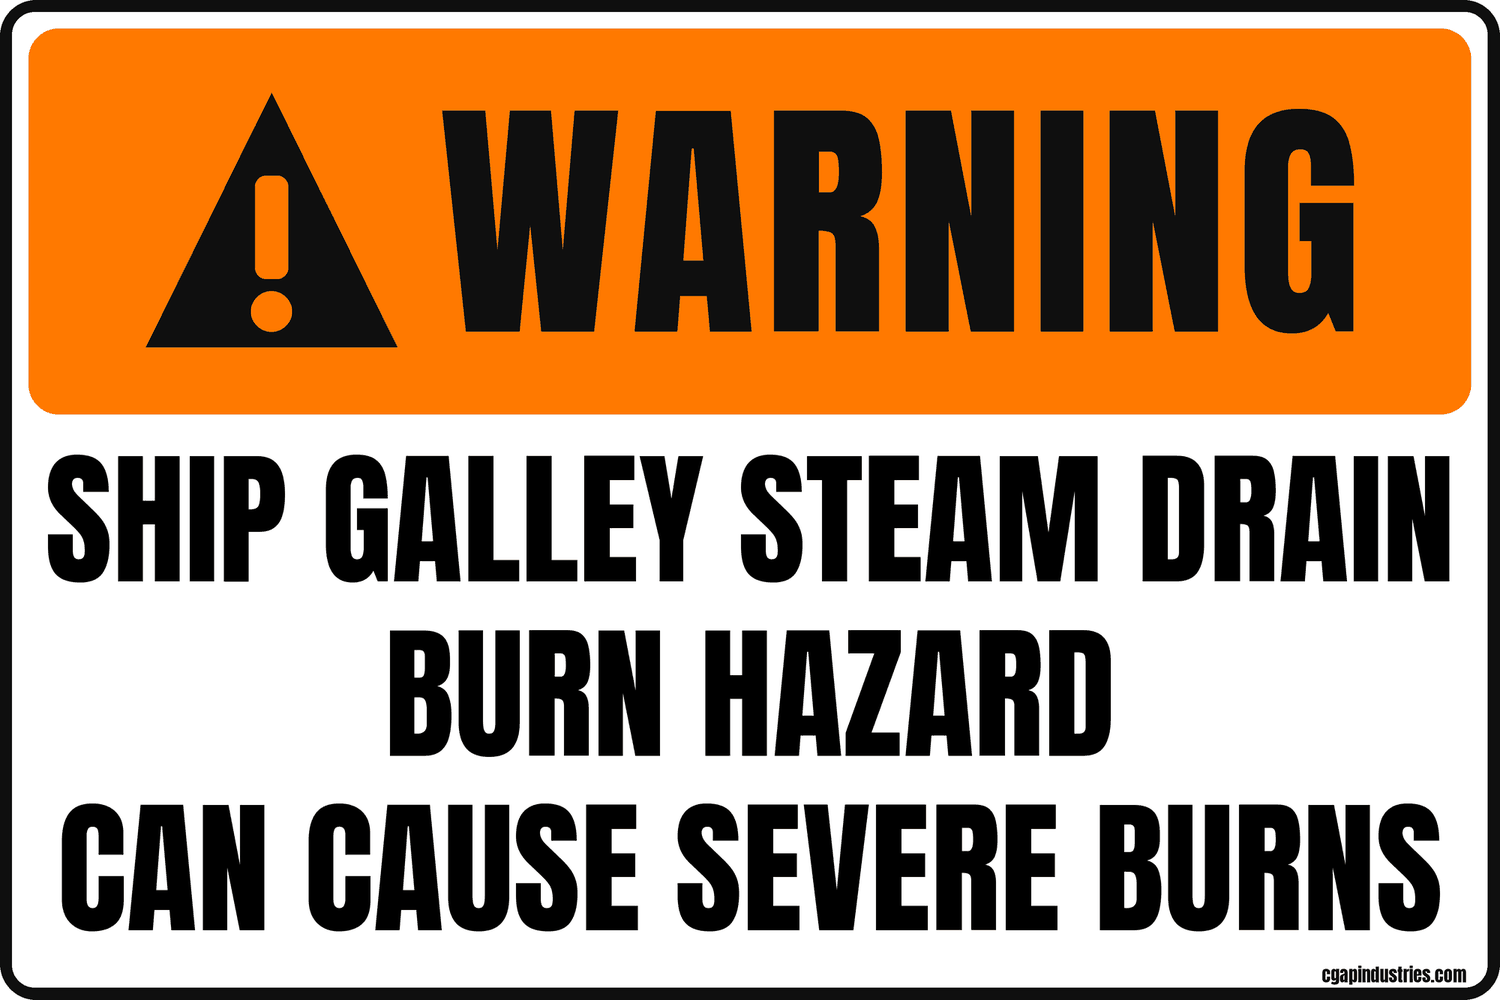 WARNING
SHIP GALLEY STEAM DRAIN
BURN HAZARD
CAN CAUSE SEVERE BURNS
cgapindustries.com